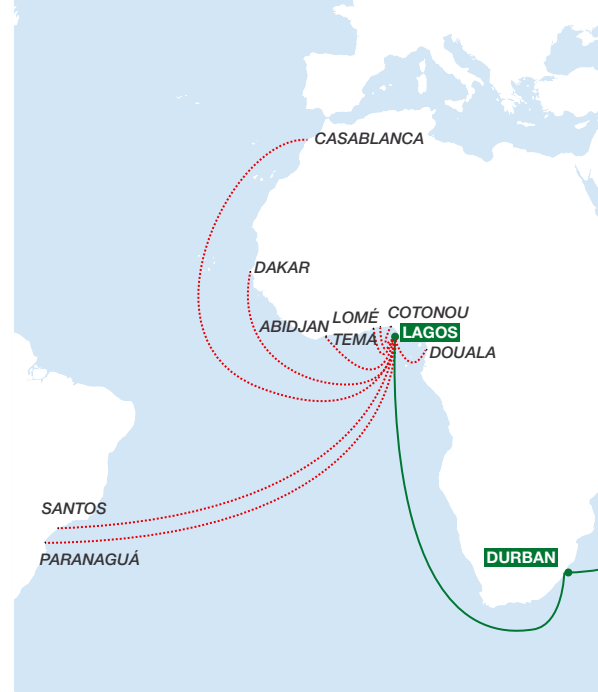 CASABLANCA
DAKAR
LOMÉ
COTONOU
ABIDJAN
TEMA
LAGOS
DOUALA
SANTOS
PARANAGUÁ
DURBAN